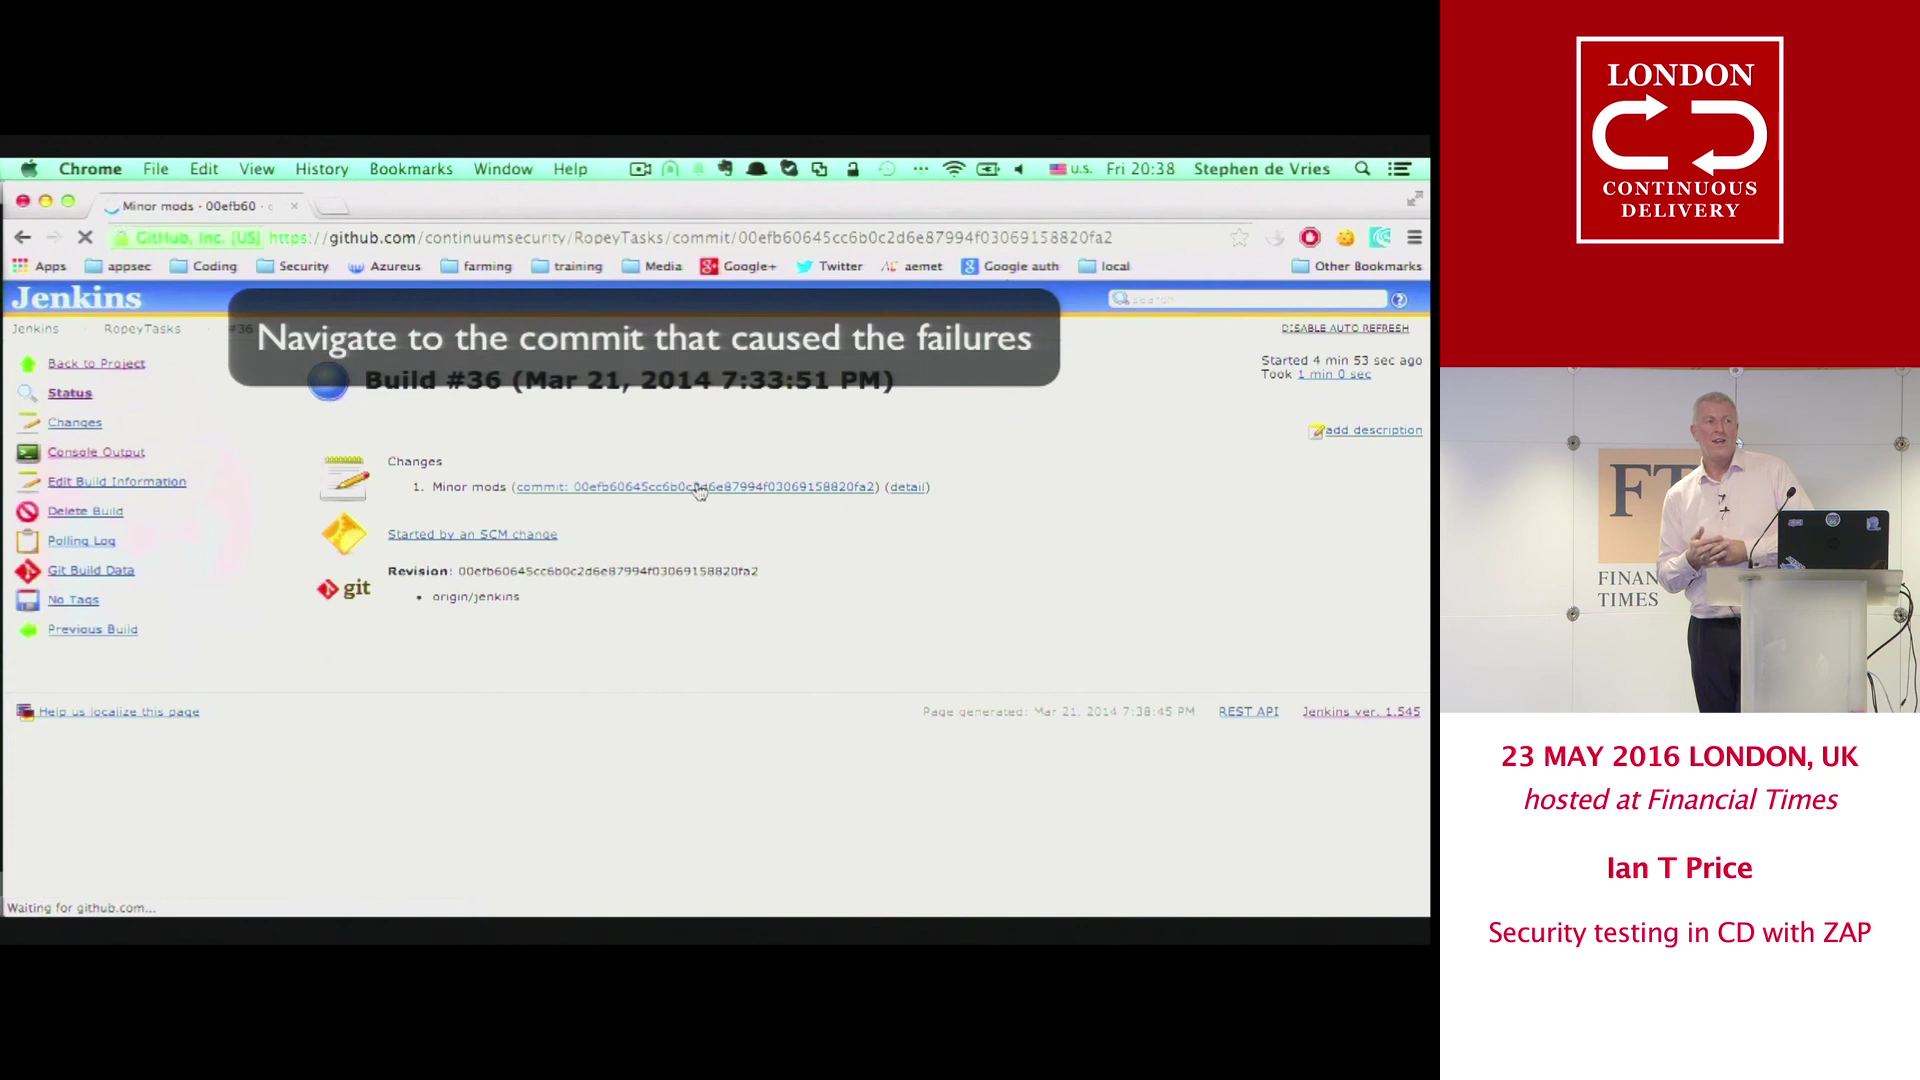 Chrome File Edit View History Bookmarks Window Help U.S. Fri 20:38 Stephen de Vries
Minor mods · 00efb60 · c
GitHub, Inc. [US] https://github.com/continuumsecurity/RopeyTasks/commit/00efb60645cc6b0c2d6e87994f03069158820fa2
Apps appsec Coding Security Azureus farming training Media Google+ Twitter aemet Google auth local Other Bookmarks
Jenkins
search
Jenkins RopeyTasks #36
DISABLE AUTO REFRESH
Navigate to the commit that caused the failures
Build #36 (Mar 21, 2014 7:33:51 PM)
Started 4 min 53 sec ago
Took 1 min 0 sec
add description
Back to Project
Status
Changes
Console Output
Edit Build Information
Delete Build
Polling Log
Git Build Data
No Tags
Previous Build
Changes
1. Minor mods (commit: 00efb60645cc6b0c2d6e87994f03069158820fa2) (detail)
Started by an SCM change
git
Revision: 00efb60645cc6b0c2d6e87994f03069158820fa2
• origin/jenkins
Help us localize this page
Page generated: Mar 21, 2014 7:38:45 PM REST API Jenkins ver. 1.545
Waiting for github.com...
LONDON
CONTINUOUS
DELIVERY
FT
FINAN
TIMES
23 MAY 2016 LONDON, UK
hosted at Financial Times
Ian T Price
Security testing in CD with ZAP